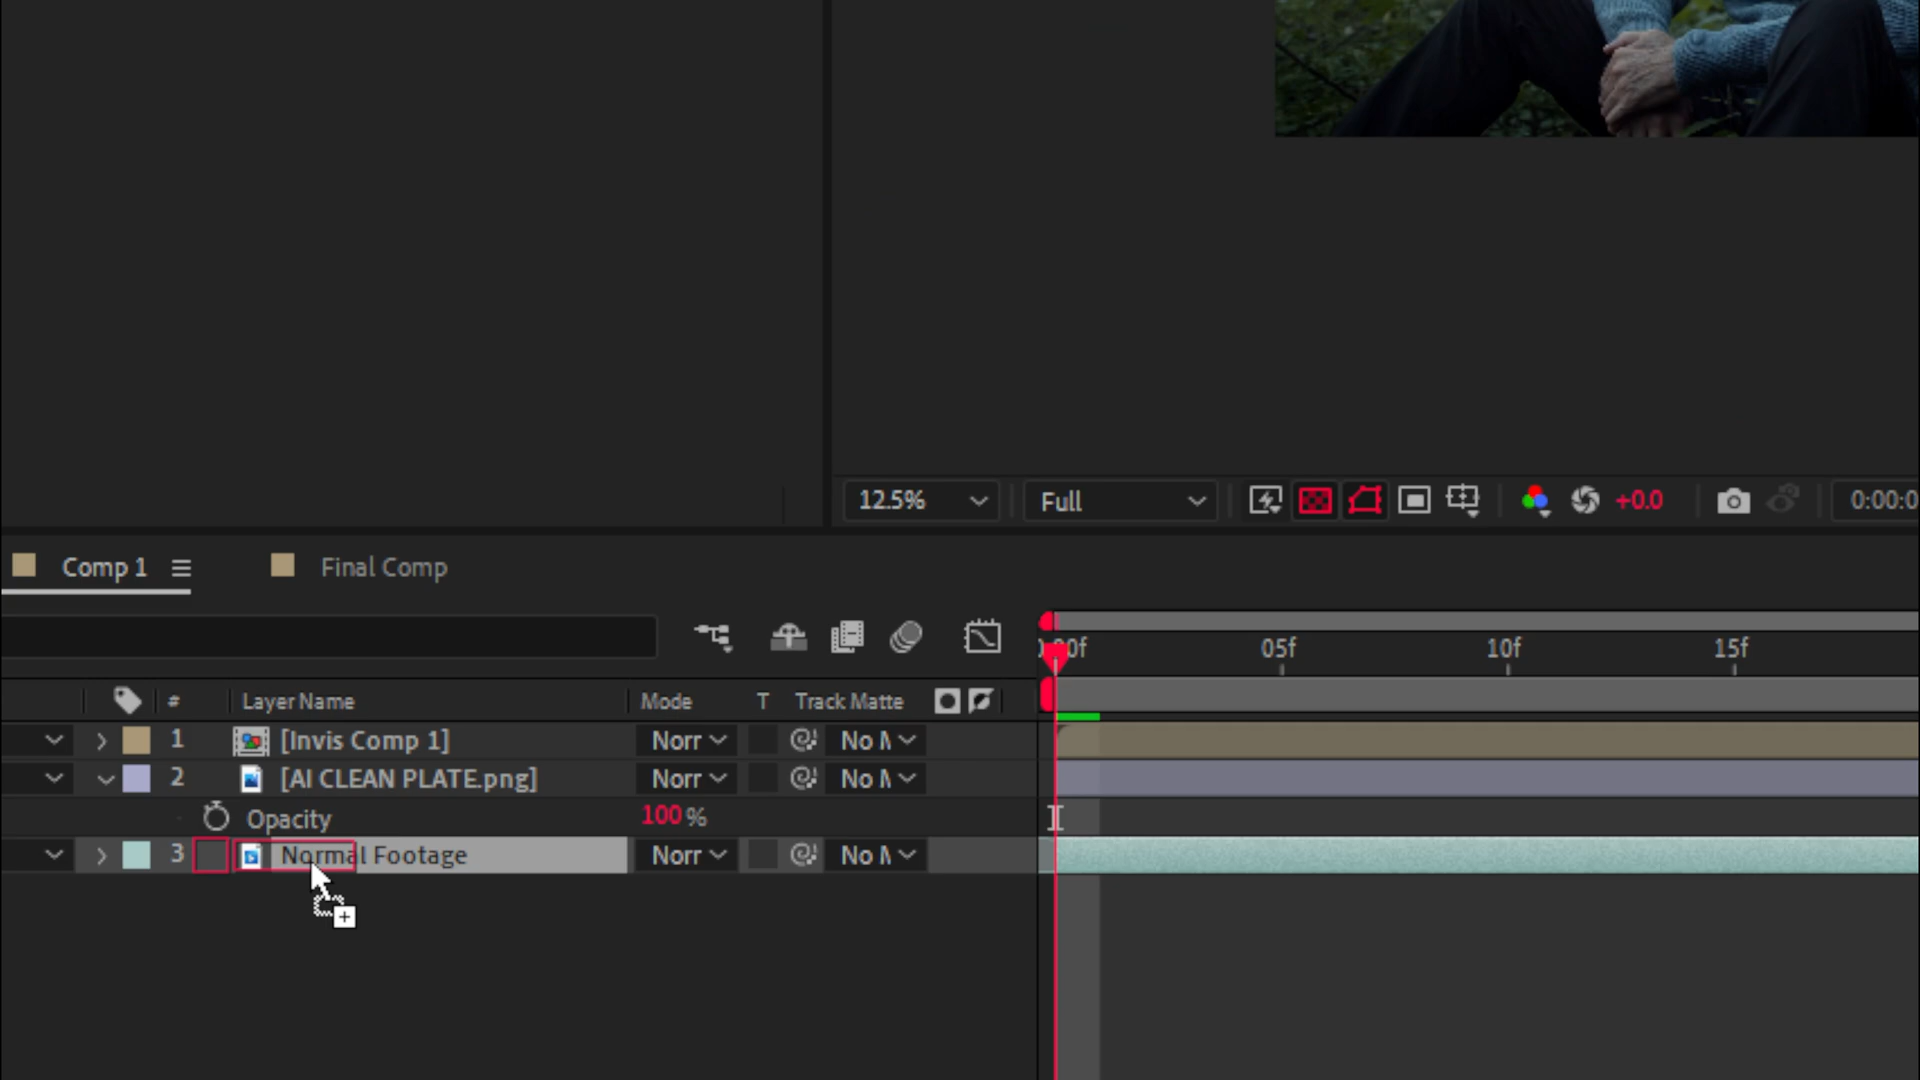 12.5% Full +0.0 0:00:0
Comp 1 Final Comp
00f 05f 10f 15f
# Layer Name Mode T Track Matte
1 [Invis Comp 1] Norr No M
2 [AI CLEAN PLATE.png] Norr No M
Opacity 100 %
3 Normal Footage Norr No M